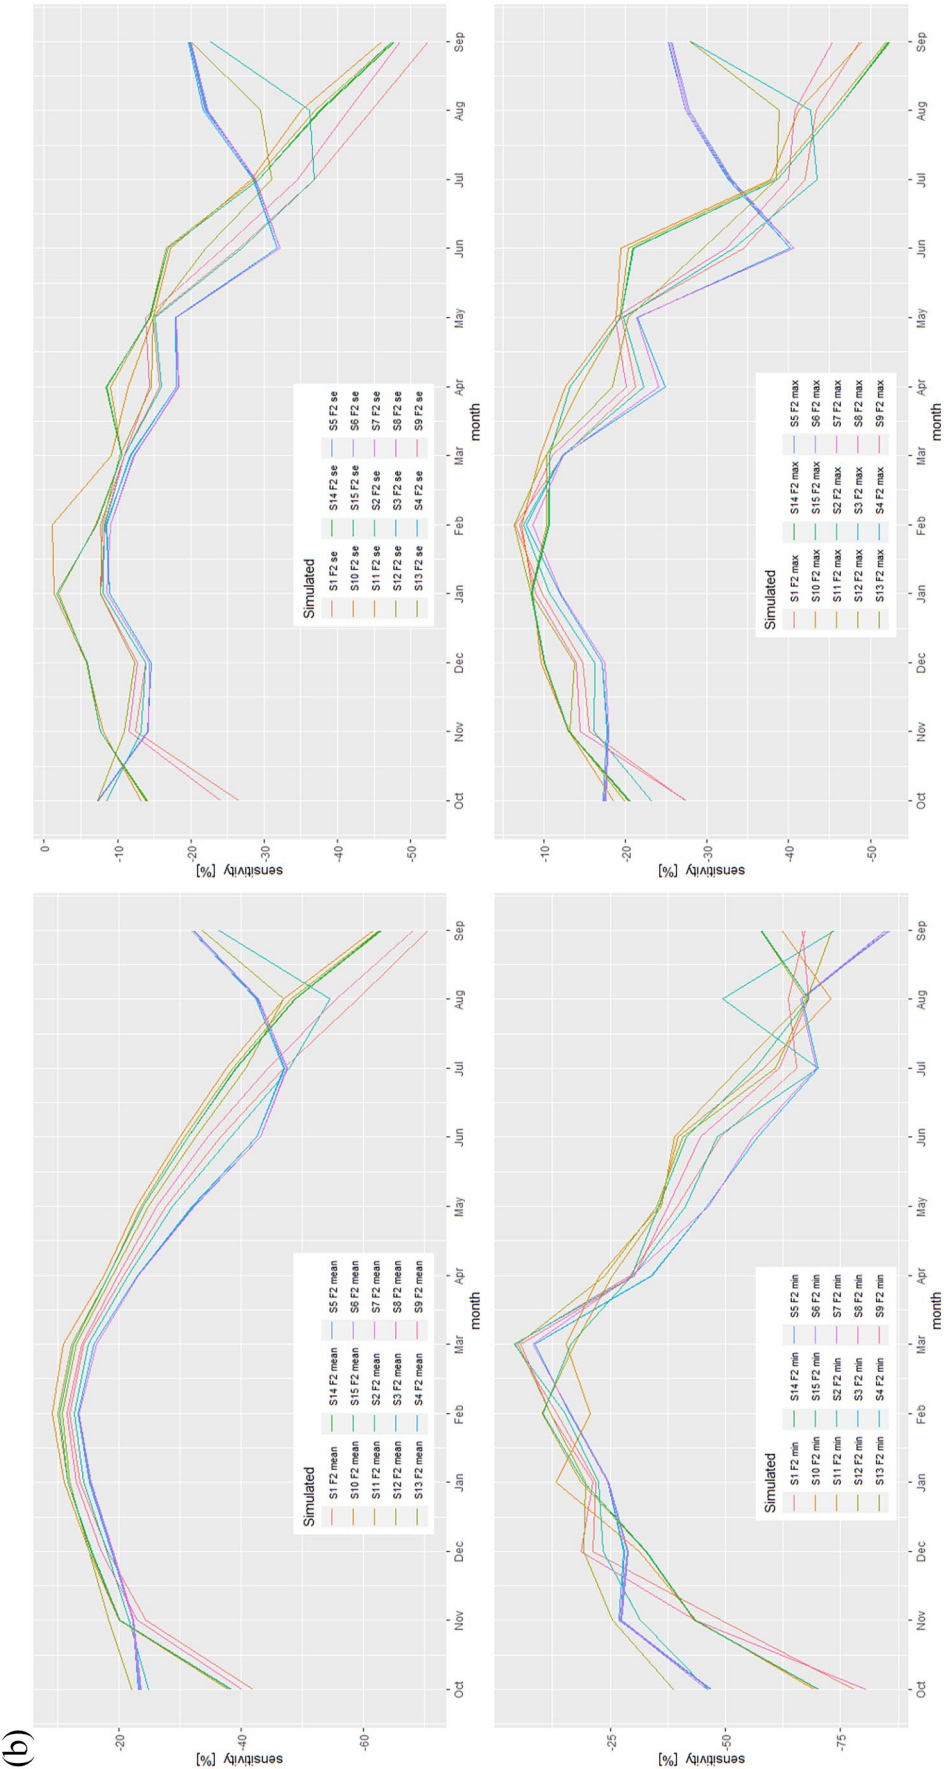 (b)
sensitivity [%]
-20
-40
-60
Oct Nov Dec Jan Feb Mar Apr May Jun Jul Aug Sep
month
Simulated
S1 F2 mean S14 F2 mean S5 F2 mean
S10 F2 mean S15 F2 mean S6 F2 mean
S11 F2 mean S2 F2 mean S7 F2 mean
S12 F2 mean S3 F2 mean S8 F2 mean
S13 F2 mean S4 F2 mean S9 F2 mean
sensitivity [%]
0
-10
-20
-30
-40
-50
Oct Nov Dec Jan Feb Mar Apr May Jun Jul Aug Sep
month
Simulated
S1 F2 se S14 F2 se S5 F2 se
S10 F2 se S15 F2 se S6 F2 se
S11 F2 se S2 F2 se S7 F2 se
S12 F2 se S3 F2 se S8 F2 se
S13 F2 se S4 F2 se S9 F2 se
sensitivity [%]
-25
-50
-75
Oct Nov Dec Jan Feb Mar Apr May Jun Jul Aug Sep
month
Simulated
S1 F2 min S14 F2 min S5 F2 min
S10 F2 min S15 F2 min S6 F2 min
S11 F2 min S2 F2 min S7 F2 min
S12 F2 min S3 F2 min S8 F2 min
S13 F2 min S4 F2 min S9 F2 min
sensitivity [%]
-10
-20
-30
-40
-50
Oct Nov Dec Jan Feb Mar Apr May Jun Jul Aug Sep
month
Simulated
S1 F2 max S14 F2 max S5 F2 max
S10 F2 max S15 F2 max S6 F2 max
S11 F2 max S2 F2 max S7 F2 max
S12 F2 max S3 F2 max S8 F2 max
S13 F2 max S4 F2 max S9 F2 max